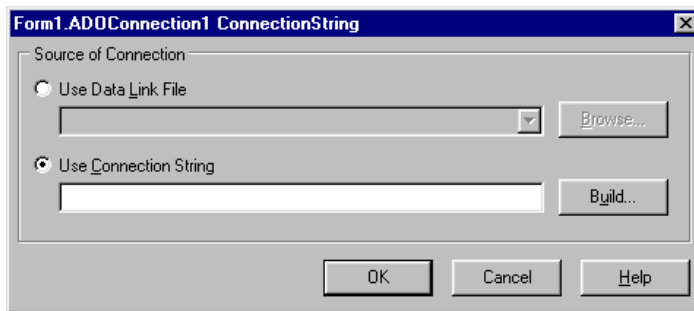 Form1.ADOConnection1 ConnectionString
Source of Connection
Use Data Link File
Browse...
Use Connection String
Build...
OK Cancel Help